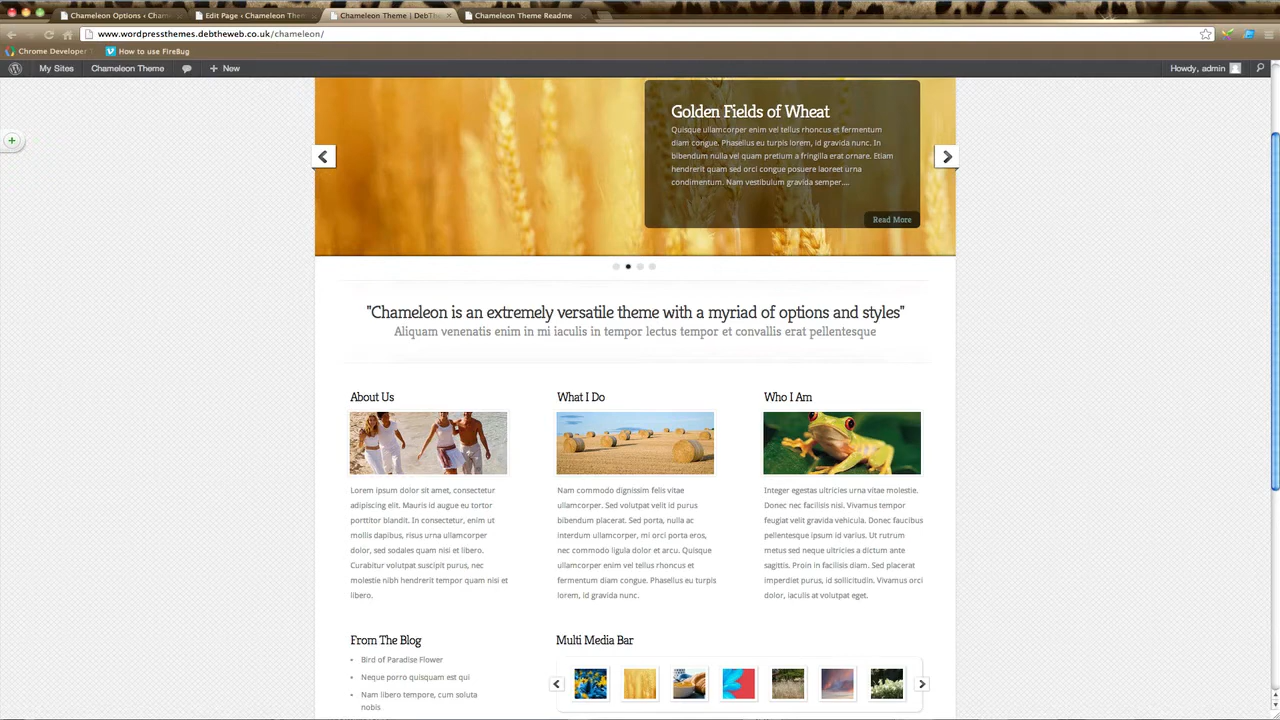 Chameleon Options ‹ Cham
Edit Page ‹ Chameleon The
Chameleon Theme | DebTh
Chameleon Theme Readme
www.wordpressthemes.debtheweb.co.uk/chameleon/
Chrome Developer
How to use FireBug
My Sites
Chameleon Theme
New
Howdy, admin
Golden Fields of Wheat
Quisque ullamcorper enim vel tellus rhoncus et fermentum
diam congue. Phasellus eu turpis lorem, id gravida nunc. In
bibendum nulla vel quam pretium a fringilla erat ornare. Etiam
hendrerit quam sed orci congue posuere laoreet urna
condimentum. Nam vestibulum gravida semper....
Read More
"Chameleon is an extremely versatile theme with a myriad of options and styles"
Aliquam venenatis enim in mi iaculis in tempor lectus tempor et convallis erat pellentesque
About Us
Lorem ipsum dolor sit amet, consectetur
adipiscing elit. Mauris id augue eu tortor
porttitor blandit. In consectetur, enim ut
mollis dapibus, risus urna ullamcorper
dolor, sed sodales quam nisi et libero.
Curabitur volutpat suscipit purus, nec
molestie nibh hendrerit tempor quam nisi et
libero.
What I Do
Nam commodo dignissim felis vitae
ullamcorper. Sed volutpat velit id purus
bibendum placerat. Sed porta, nulla ac
interdum ullamcorper, mi orci porta eros,
nec commodo ligula dolor et arcu. Quisque
ullamcorper enim vel tellus rhoncus et
fermentum diam congue. Phasellus eu turpis
lorem, id gravida nunc.
Who I Am
Integer egestas ultricies urna vitae molestie.
Donec nec facilisis nisi. Vivamus tempor
feugiat velit gravida vehicula. Donec faucibus
pellentesque ipsum id varius. Ut rutrum
metus sed neque ultricies a dictum ante
sagittis. Proin in facilisis diam. Sed placerat
imperdiet purus, id sollicitudin. Vivamus orci
dolor, iaculis at volutpat eget.
From The Blog
Bird of Paradise Flower
Neque porro quisquam est qui
Nam libero tempore, cum soluta
nobis
Multi Media Bar